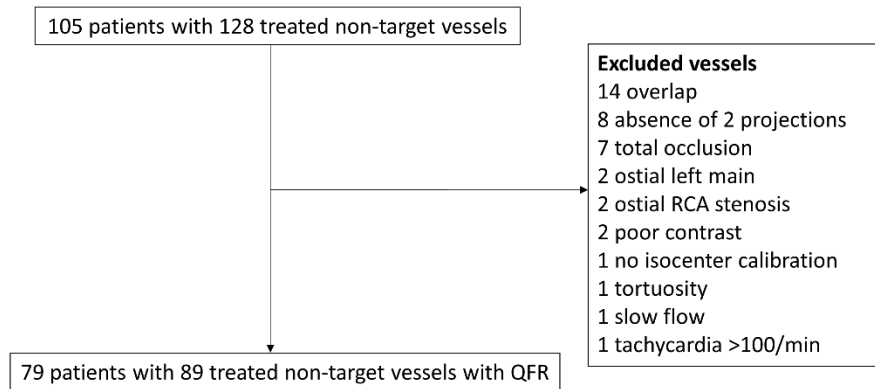 105 patients with 128 treated non-target vessels
Excluded vessels
14 overlap
8 absence of 2 projections
7 total occlusion
2 ostial left main
2 ostial RCA stenosis
2 poor contrast
1 no isocenter calibration
1 tortuosity
1 slow flow
1 tachycardia >100/min
79 patients with 89 treated non-target vessels with QFR